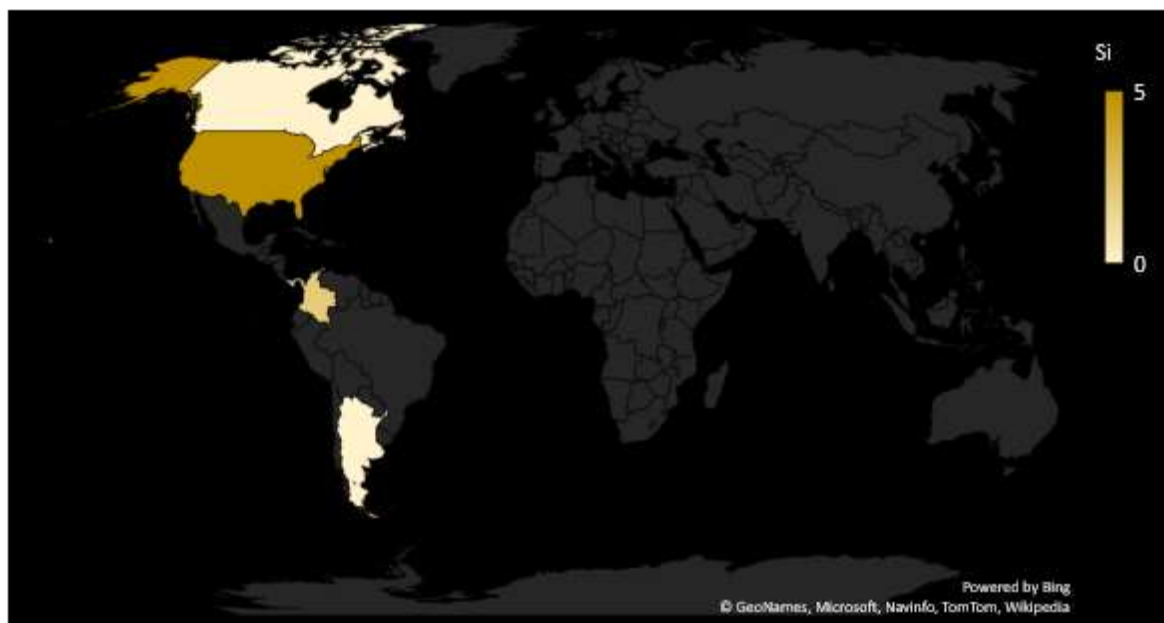 Si
5
0
Powered by Bing
© GeoNames, Microsoft, Navinfo, TomTom, Wikipedia